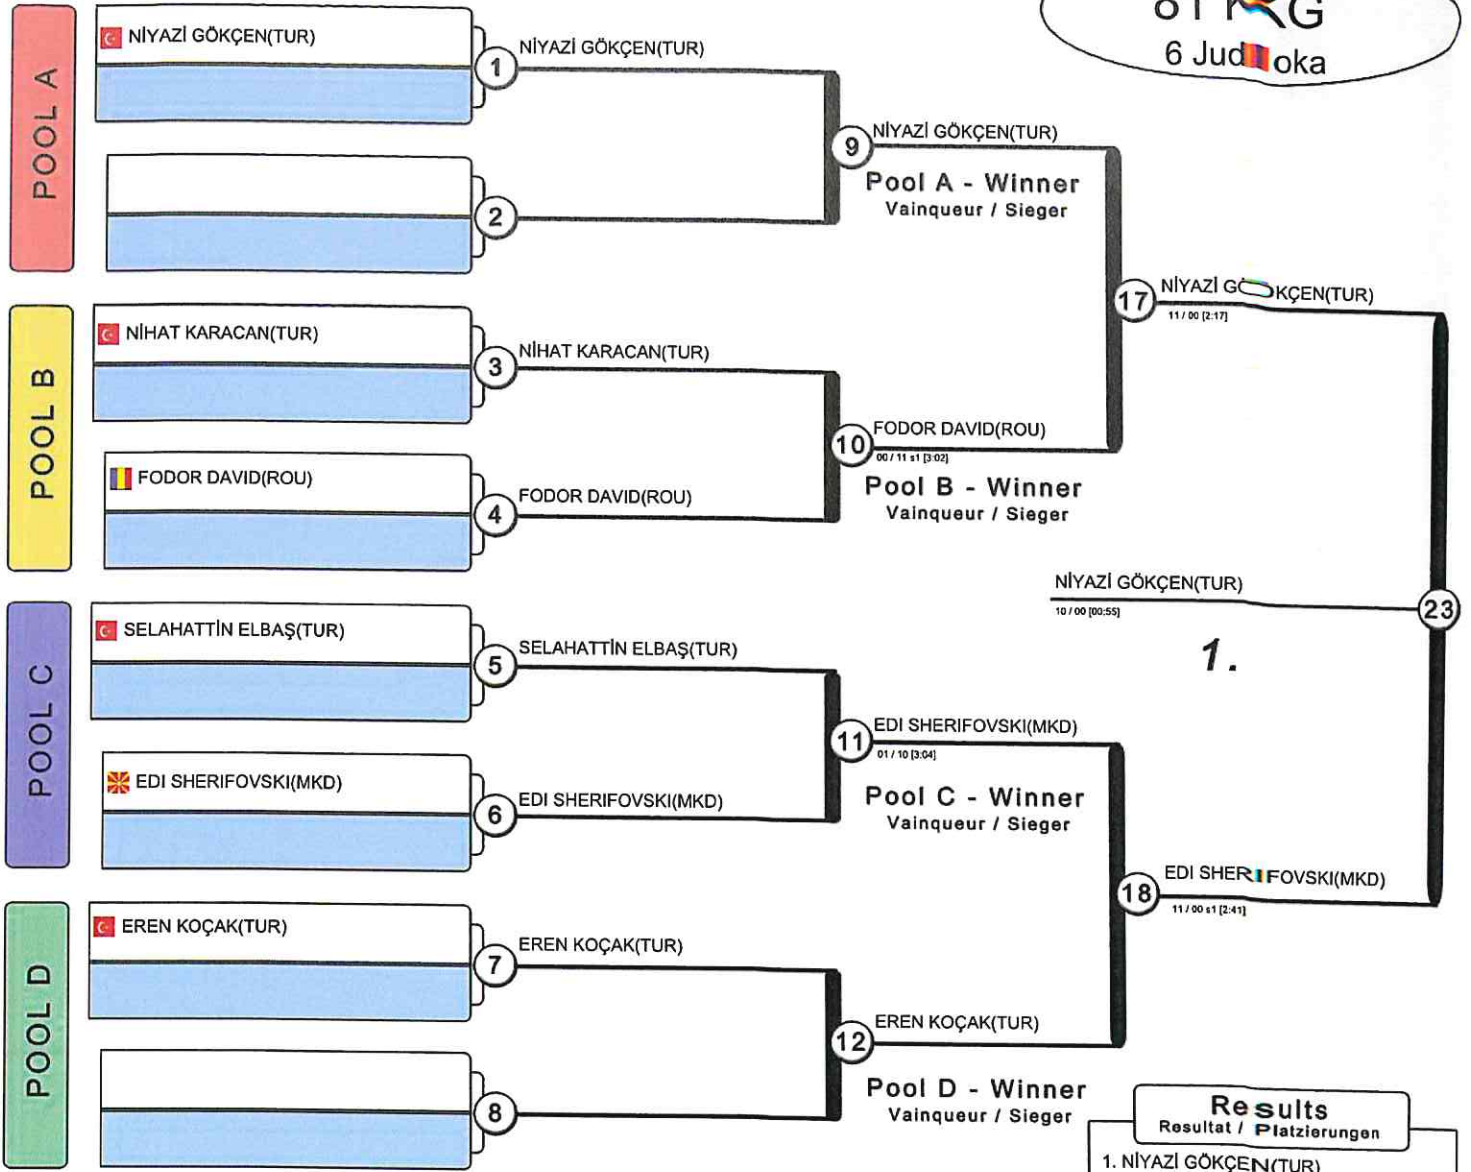 6 Judoka
POOL A
NİYAZİ GÖKÇEN(TUR)
1
NİYAZİ GÖKÇEN(TUR)
2
9
NİYAZİ GÖKÇEN(TUR)
Pool A - Winner
Vainqueur / Sieger
POOL B
NİHAT KARACAN(TUR)
3
NİHAT KARACAN(TUR)
FODOR DAVID(ROU)
4
FODOR DAVID(ROU)
10
FODOR DAVID(ROU)
00 / 11 s1 [3:02]
Pool B - Winner
Vainqueur / Sieger
17
NİYAZİ GÖKÇEN(TUR)
11 / 00 [2:17]
POOL C
SELAHATTİN ELBAŞ(TUR)
5
SELAHATTİN ELBAŞ(TUR)
EDI SHERIFOVSKI(MKD)
6
EDI SHERIFOVSKI(MKD)
11
EDI SHERIFOVSKI(MKD)
01 / 10 [3:04]
Pool C - Winner
Vainqueur / Sieger
NİYAZİ GÖKÇEN(TUR)
10 / 00 [00:55]
23
1.
POOL D
EREN KOÇAK(TUR)
7
EREN KOÇAK(TUR)
8
12
EREN KOÇAK(TUR)
Pool D - Winner
Vainqueur / Sieger
18
EDI SHERIFOVSKI(MKD)
11 / 00 s1 [2:41]
Results
Resultat / Platzierungen
1. NİYAZİ GÖKÇEN(TUR)